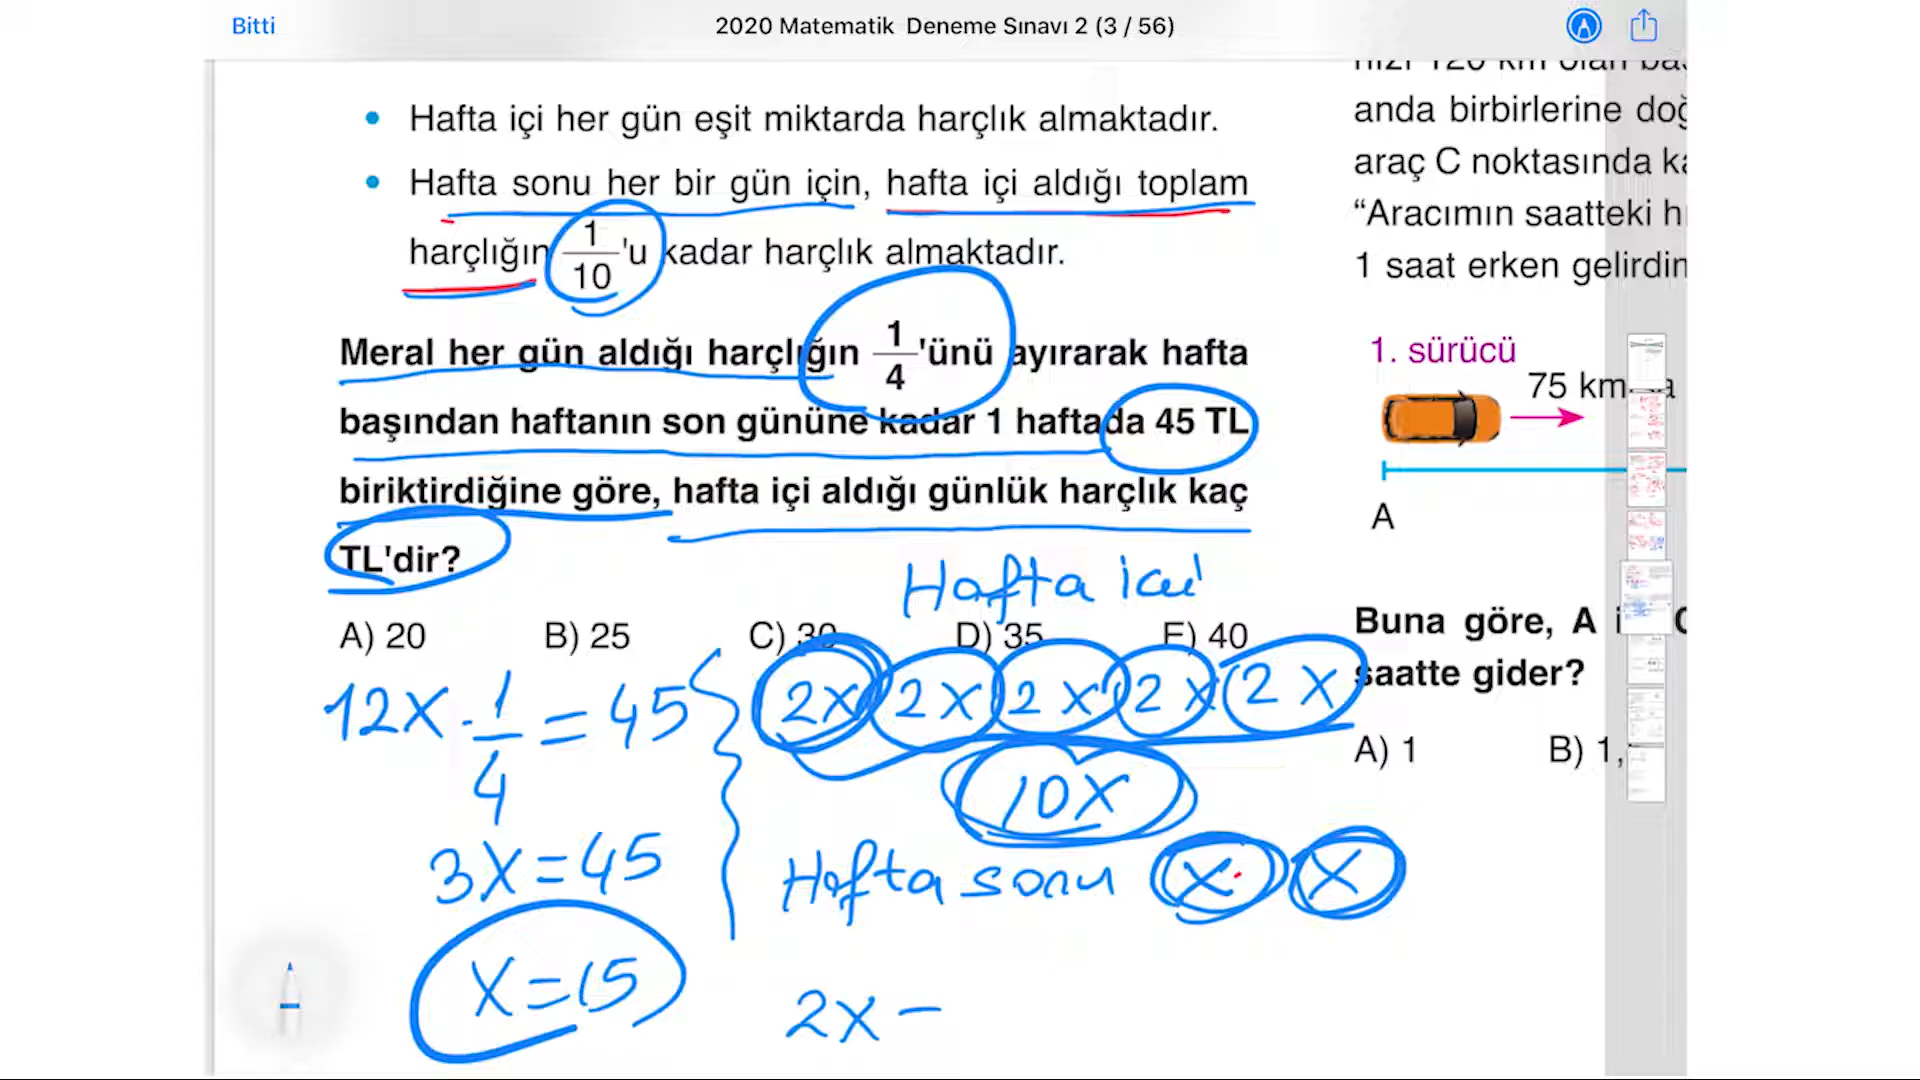 Bitti
2020 Matematik Deneme Sınavı 2 (3 / 56)
• Hafta içi her gün eşit miktarda harçlık almaktadır.
• Hafta sonu her bir gün için, hafta içi aldığı toplam
harçlığın 1/10 'u kadar harçlık almaktadır.
Meral her gün aldığı harçlığın 1/4 'ünü ayırarak hafta
başından haftanın son gününe kadar 1 haftada 45 TL
biriktirdiğine göre, hafta içi aldığı günlük harçlık kaç
TL'dir?
A) 20 B) 25 C) 30 D) 35 E) 40
Hafta içi
2x 2x 2x 2x 2x
10x
Hafta sonu x x
2x =
12x . 1/4 = 45
3x = 45
x = 15
hızı 120 km olan
anda birbirlerine
araç C noktasında
“Aracımın saatteki
1 saat erken
1. sürücü
75 km
A
Buna göre, A
saatte gider?
A) 1 B) 1,